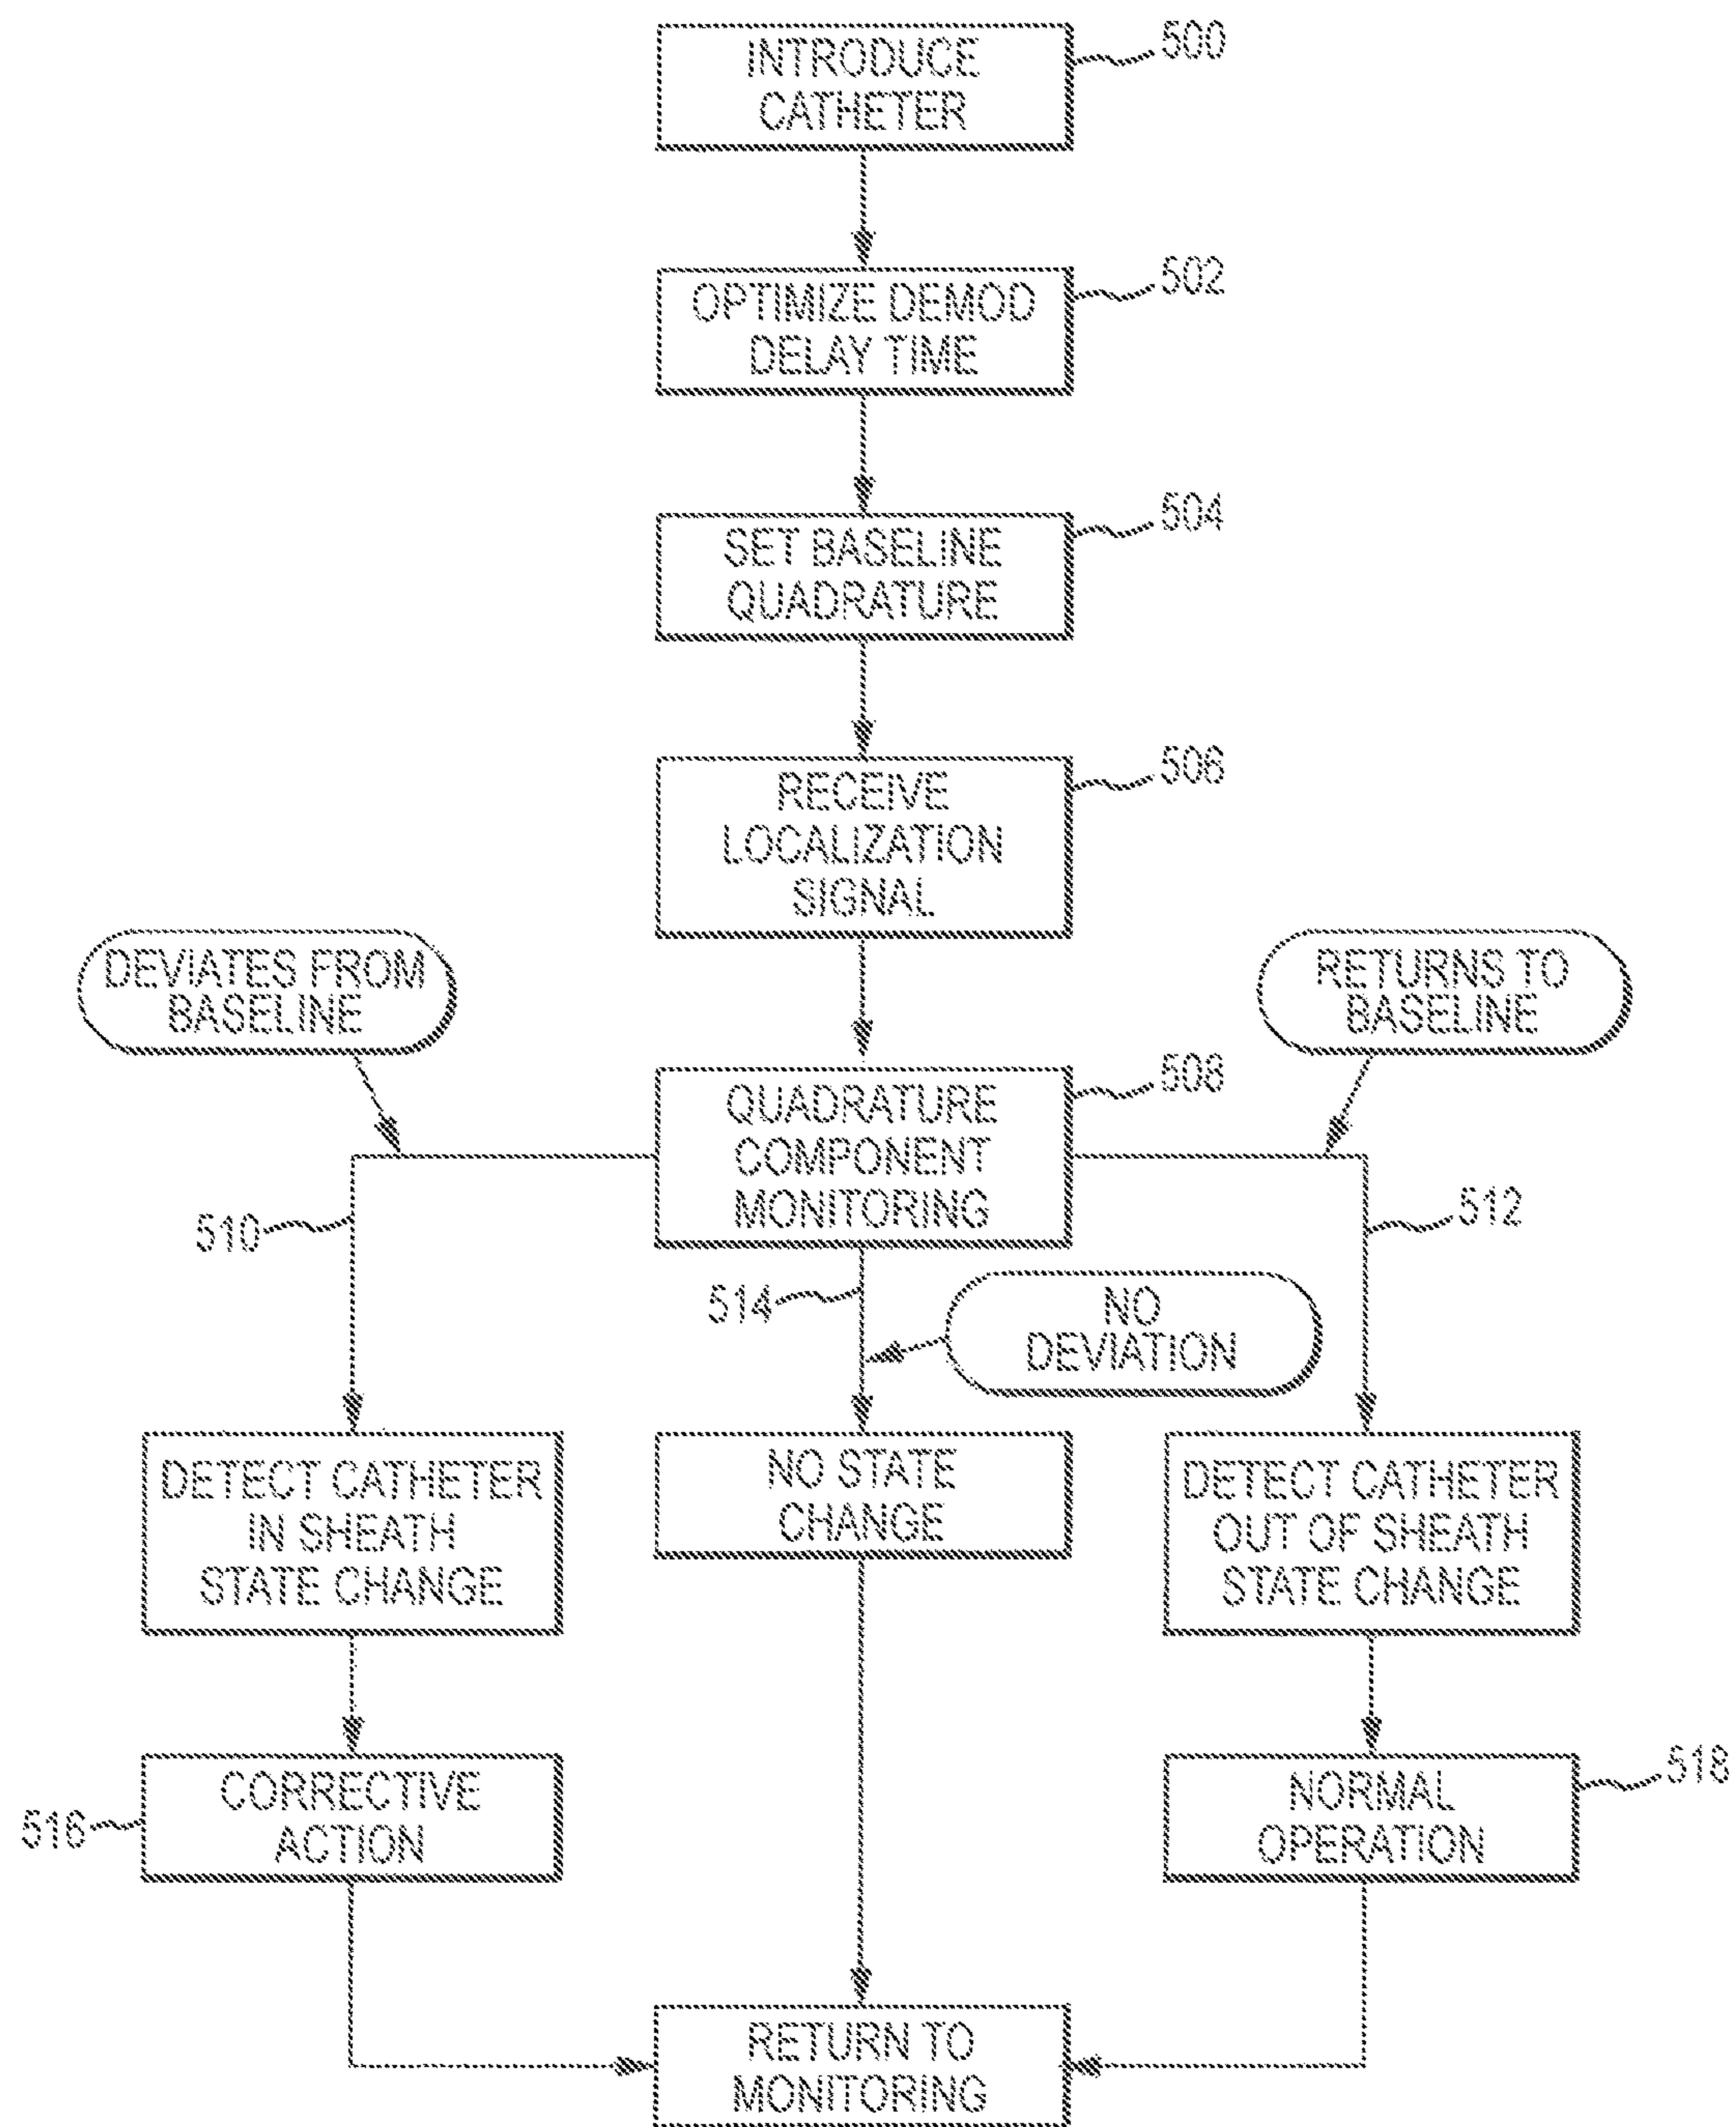 INTRODUCE
CATHETER
500
OPTIMIZE DEMOD
DELAY TIME
502
SET BASELINE
QUADRATURE
504
RECEIVE
LOCALIZATION
SIGNAL
506
DEVIATES FROM
BASELINE
RETURNS TO
BASELINE
QUADRATURE
COMPONENT
MONITORING
508
510
512
514
NO
DEVIATION
DETECT CATHETER
IN SHEATH
STATE CHANGE
NO STATE
CHANGE
DETECT CATHETER
OUT OF SHEATH
STATE CHANGE
CORRECTIVE
ACTION
516
NORMAL
OPERATION
518
RETURN TO
MONITORING